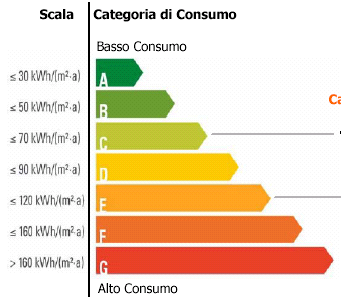 Scala Categoria di Consumo
Basso Consumo
≤ 30 kWh/(m²·a) A
≤ 50 kWh/(m²·a) B
Ca
≤ 70 kWh/(m²·a) C
≤ 90 kWh/(m²·a) D
≤ 120 kWh/(m²·a) E
≤ 160 kWh/(m²·a) F
> 160 kWh/(m²·a) G
Alto Consumo